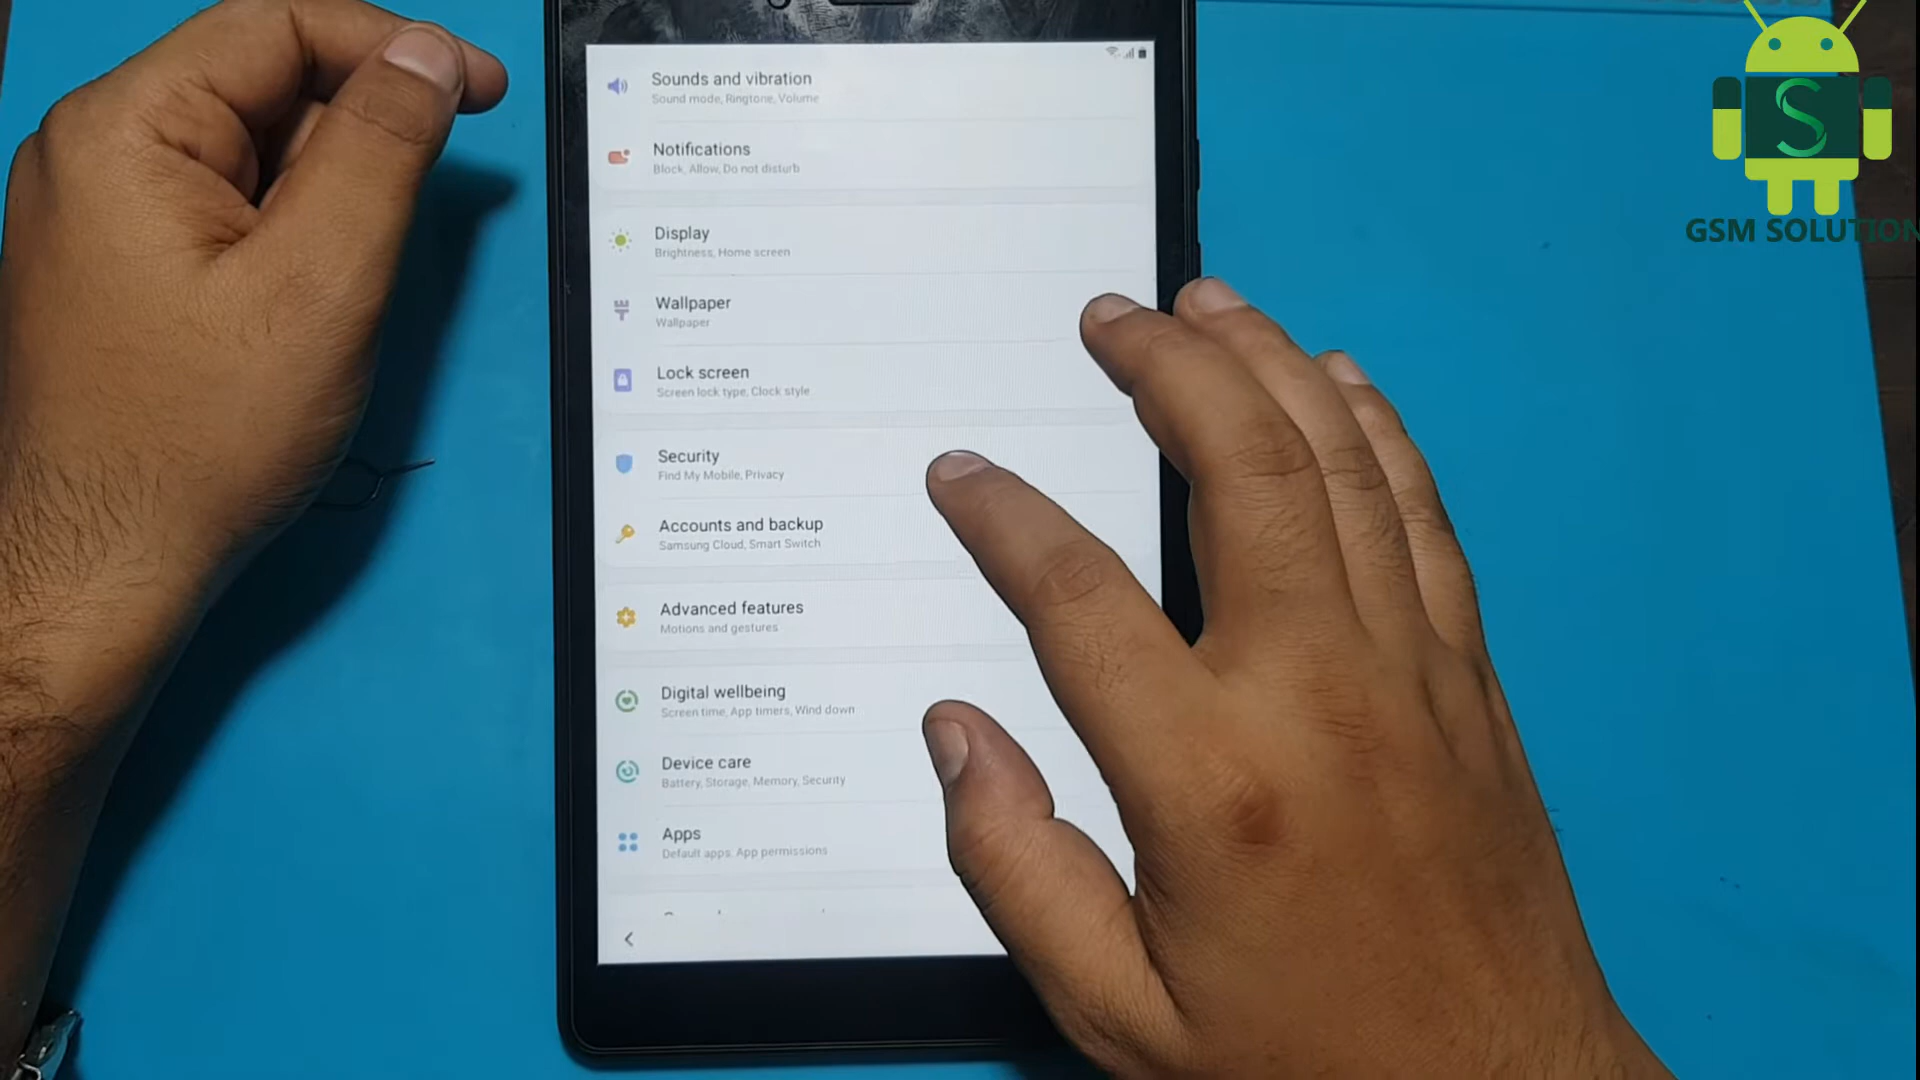 Sounds and vibration
Sound mode, Ringtone, Volume
Notifications
Block, Allow, Do not disturb
Display
Brightness, Home screen
Wallpaper
Wallpaper
Lock screen
Screen lock type, Clock style
Security
Find My Mobile, Privacy
Accounts and backup
Samsung Cloud, Smart Switch
Advanced features
Motions and gestures
Digital wellbeing
Screen time, App timers, Wind down
Device care
Battery, Storage, Memory, Security
Apps
Default apps, App permissions
S
GSM SOLUTION